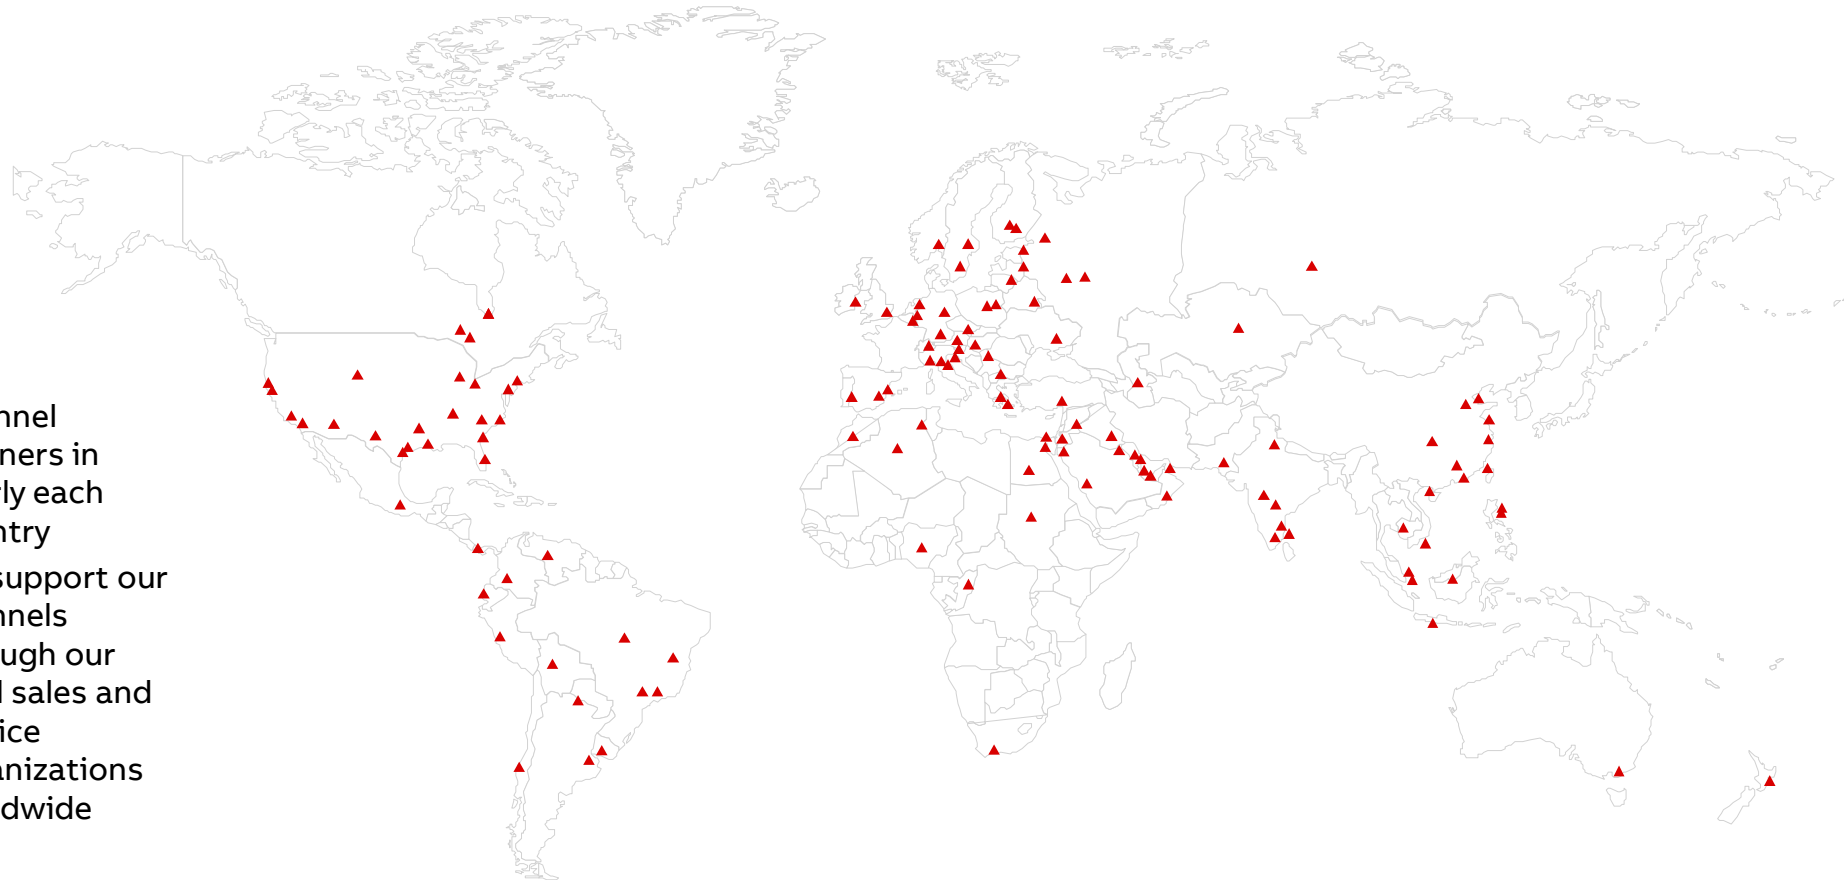 nnel
ners in
rly each
ntry
support our
nnels
ugh our
l sales and
ice
anizations
dwide